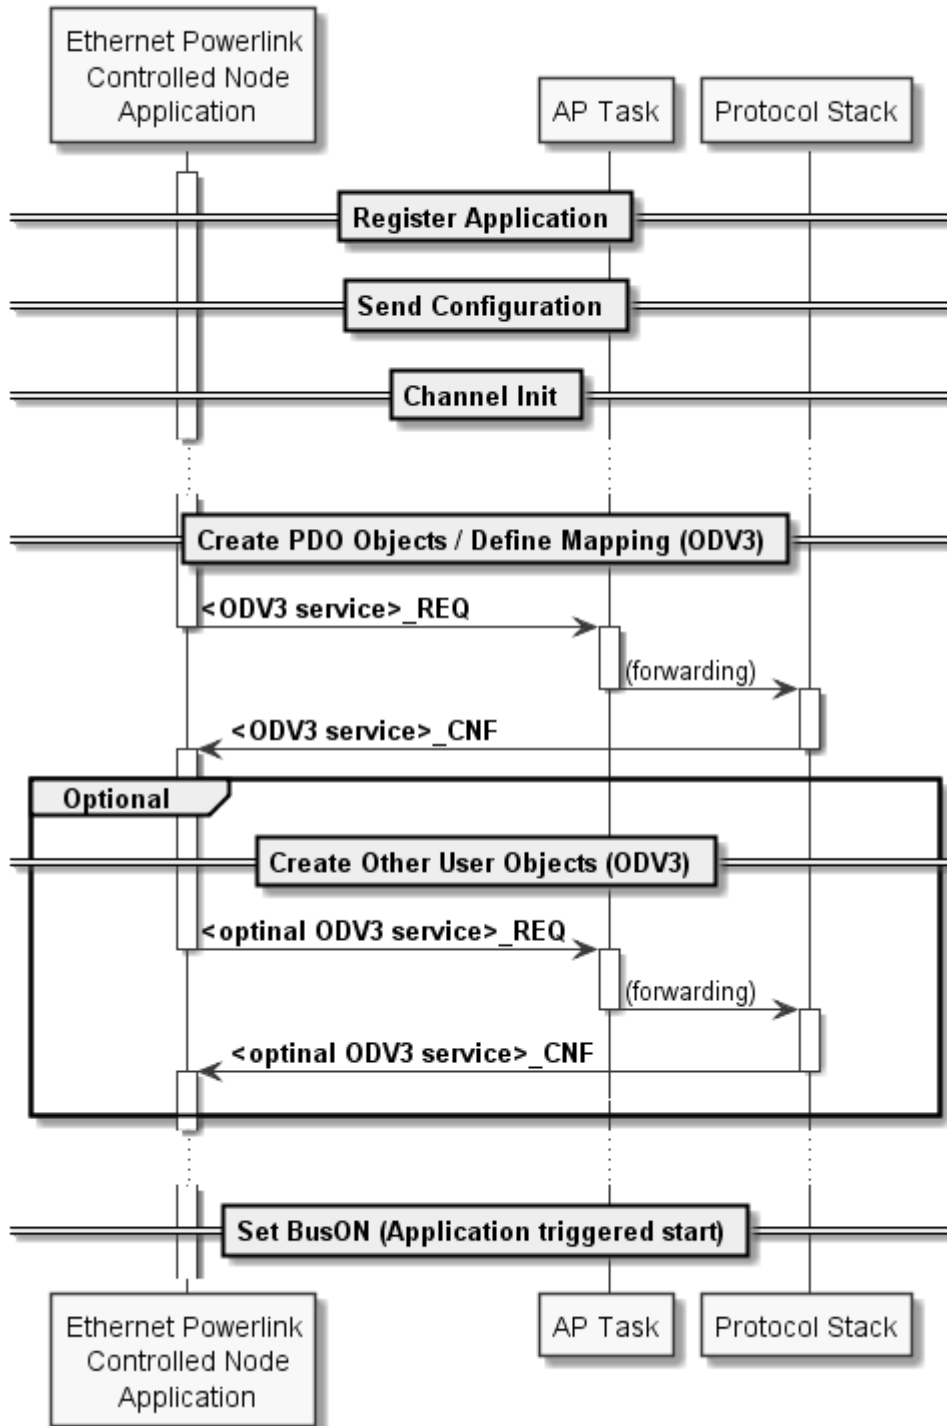 Ethernet Powerlink
Controlled Node
Application
AP Task
Protocol Stack
Register Application
Send Configuration
Channel Init
Create PDO Objects / Define Mapping (ODV3)
<ODV3 service>_REQ
(forwarding)
<ODV3 service>_CNF
Optional
Create Other User Objects (ODV3)
<optinal ODV3 service>_REQ
(forwarding)
<optinal ODV3 service>_CNF
Set BusON (Application triggered start)
Ethernet Powerlink
Controlled Node
Application
AP Task
Protocol Stack